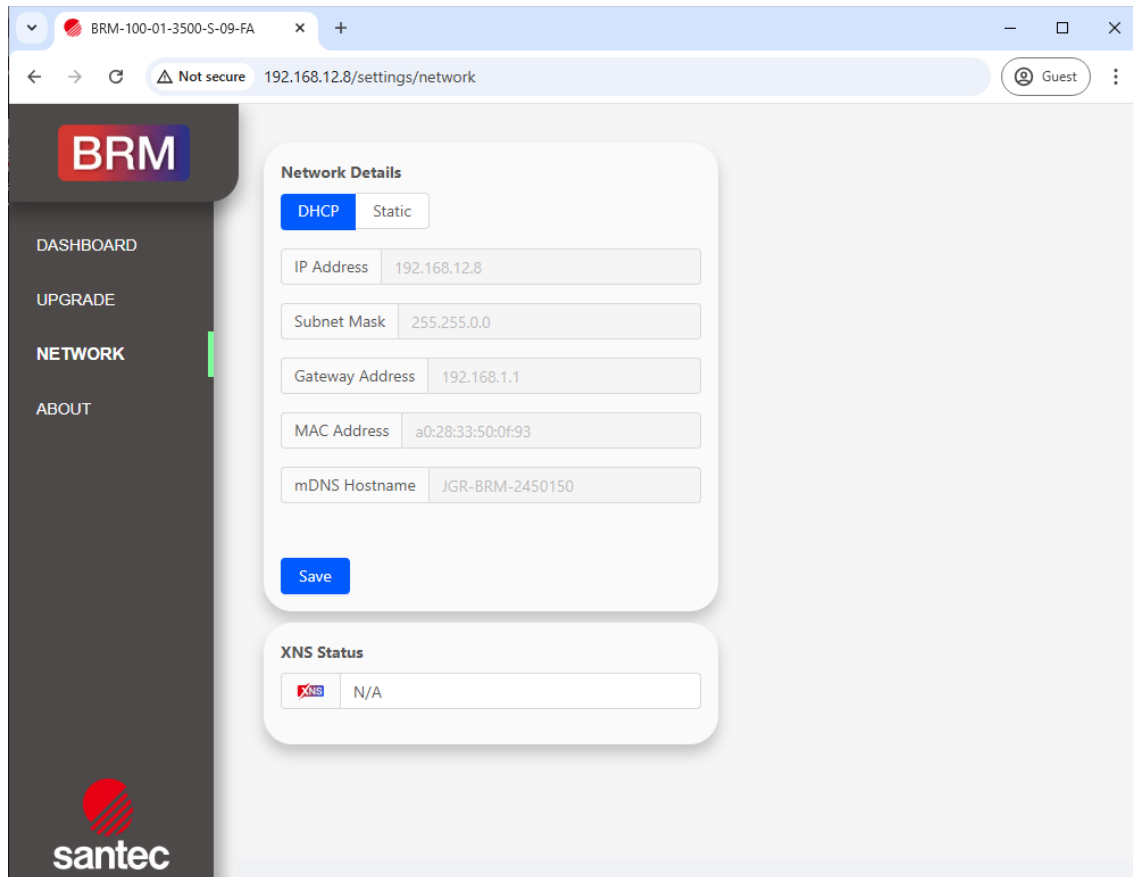 BRM-100-01-3500-S-09-FA
Not secure 192.168.12.8/settings/network Guest
BRM
DASHBOARD
UPGRADE
NETWORK
ABOUT
santec
Network Details
DHCP Static
IP Address 192.168.12.8
Subnet Mask 255.255.0.0
Gateway Address 192.168.1.1
MAC Address a0:28:33:50:0f:93
mDNS Hostname JGR-BRM-2450150
Save
XNS Status
XNS N/A